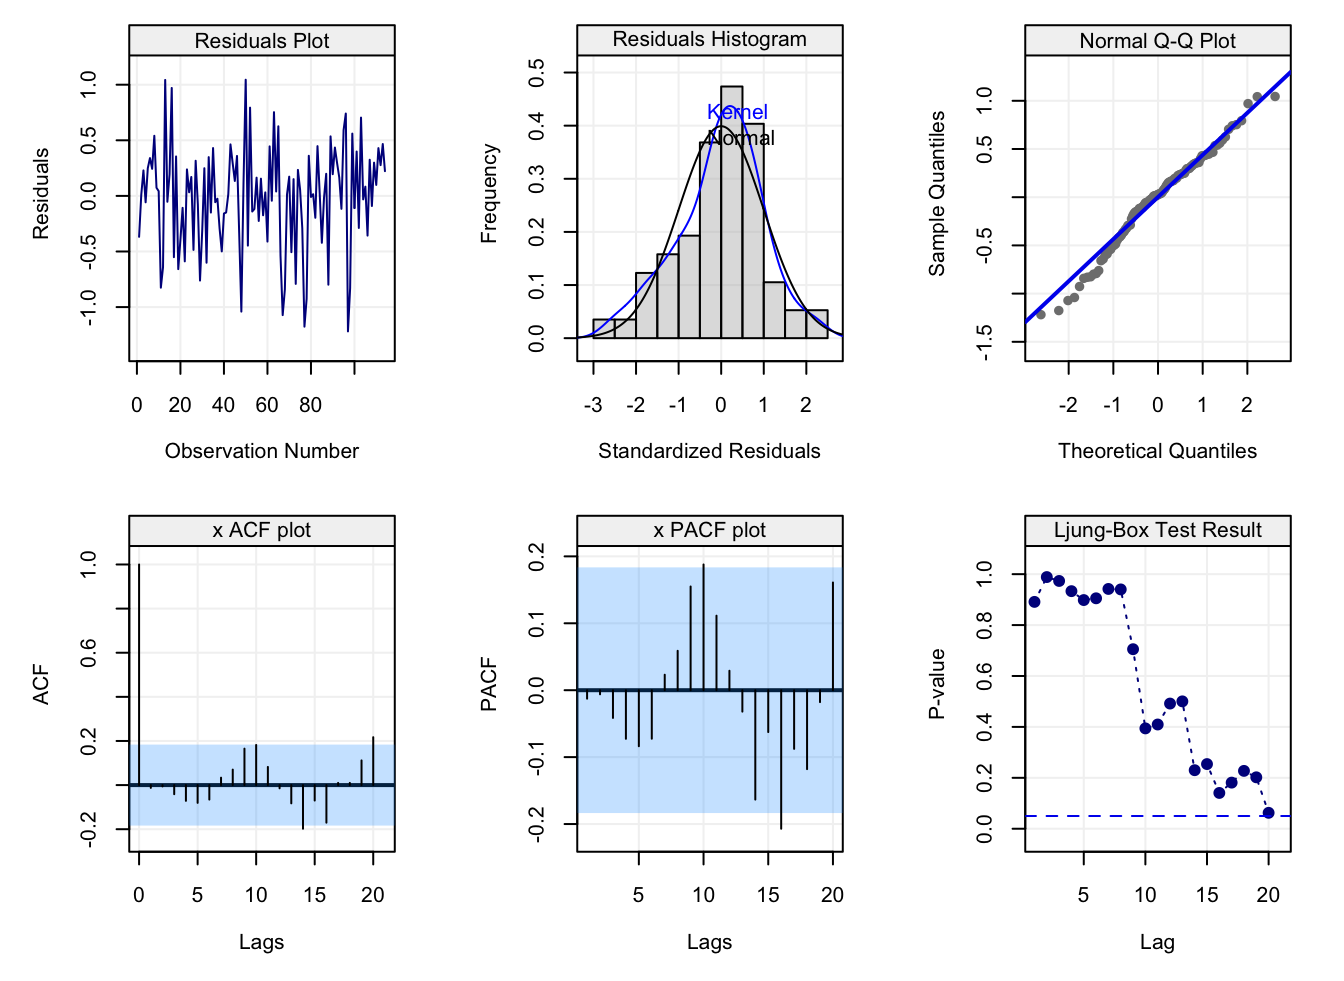 Residuals Plot
Residuals
1.0
0.5
0.0
-0.5
-1.0
0 20 40 60 80
Observation Number
Residuals Histogram
Frequency
0.5
0.4
0.3
0.2
0.1
0.0
Kernel
Normal
-3 -2 -1 0 1 2
Standardized Residuals
Normal Q-Q Plot
Sample Quantiles
1.0
0.5
-0.5
-1.5
-2 -1 0 1 2
Theoretical Quantiles
x ACF plot
ACF
1.0
0.6
0.2
-0.2
0 5 10 15 20
Lags
x PACF plot
PACF
0.2
0.1
0.0
-0.1
-0.2
5 10 15 20
Lags
Ljung-Box Test Result
P-value
1.0
0.8
0.6
0.4
0.2
0.0
5 10 15 20
Lag